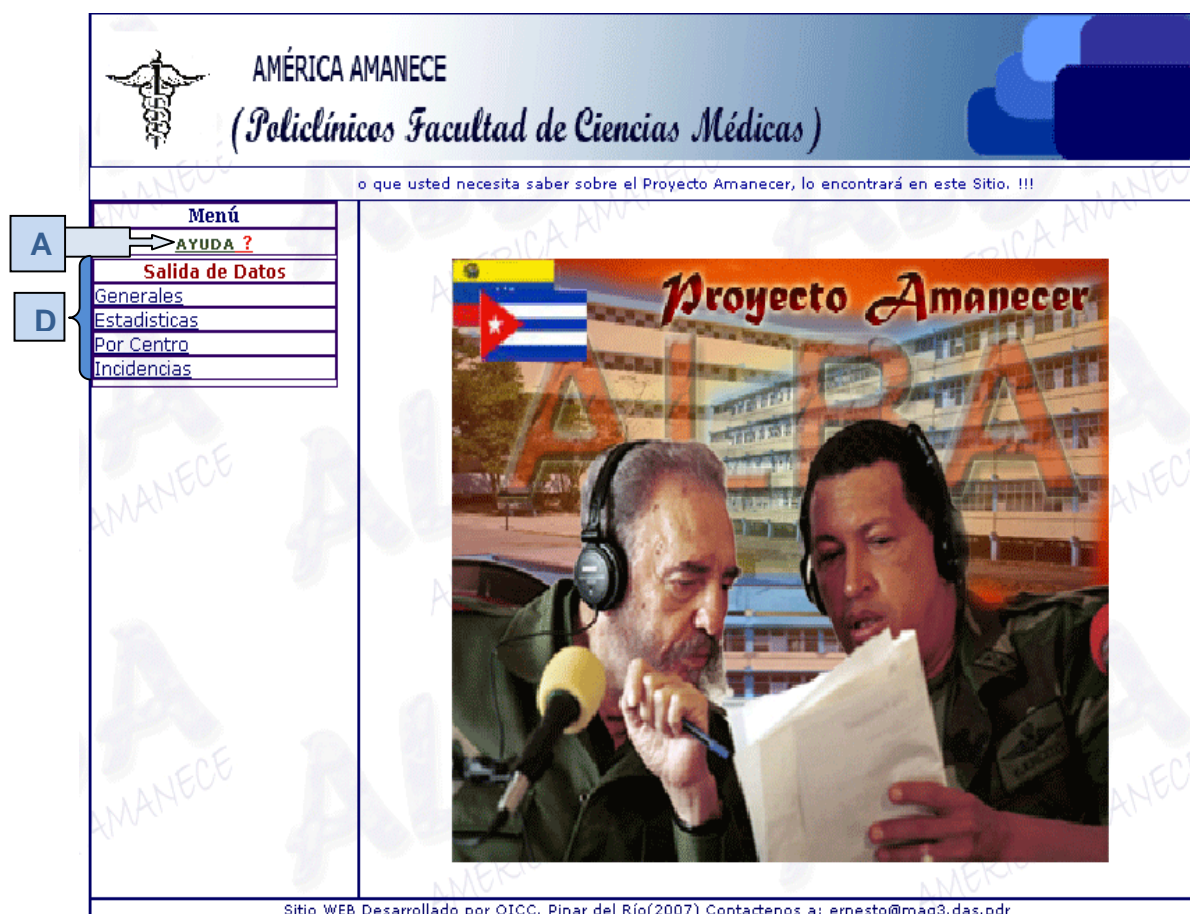 AMÉRICA AMANECE
(Policlínicos Facultad de Ciencias Médicas)
o que usted necesita saber sobre el Proyecto Amanecer, lo encontrará en este Sitio. !!!
Menú
A
AYUDA ?
Salida de Datos
D
Generales
Estadisticas
Por Centro
Incidencias
Proyecto Amanecer
ALBA
AMERICA AMANECE
Sitio WEB Desarrollado por OICC. Pinar del Río(2007) Contactenos a: ernesto@mag3.das.pdr